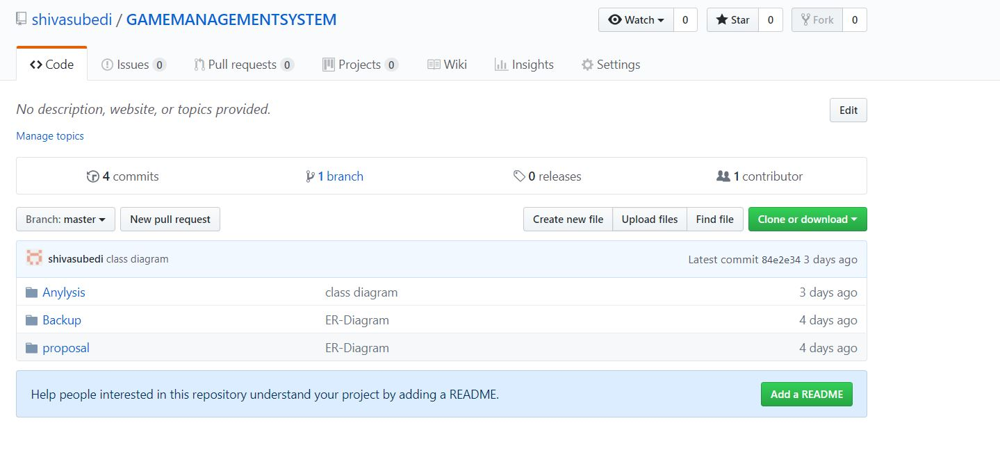 shivasubedi / GAMEMANAGEMENTSYSTEM Watch 0 Star 0 Fork 0
Code Issues 0 Pull requests 0 Projects 0 Wiki Insights Settings
No description, website, or topics provided. Edit
Manage topics
4 commits 1 branch 0 releases 1 contributor
Branch: master New pull request Create new file Upload files Find file Clone or download
shivasubedi class diagram Latest commit 84e2e34 3 days ago
Anylysis class diagram 3 days ago
Backup ER-Diagram 4 days ago
proposal ER-Diagram 4 days ago
Help people interested in this repository understand your project by adding a README. Add a README